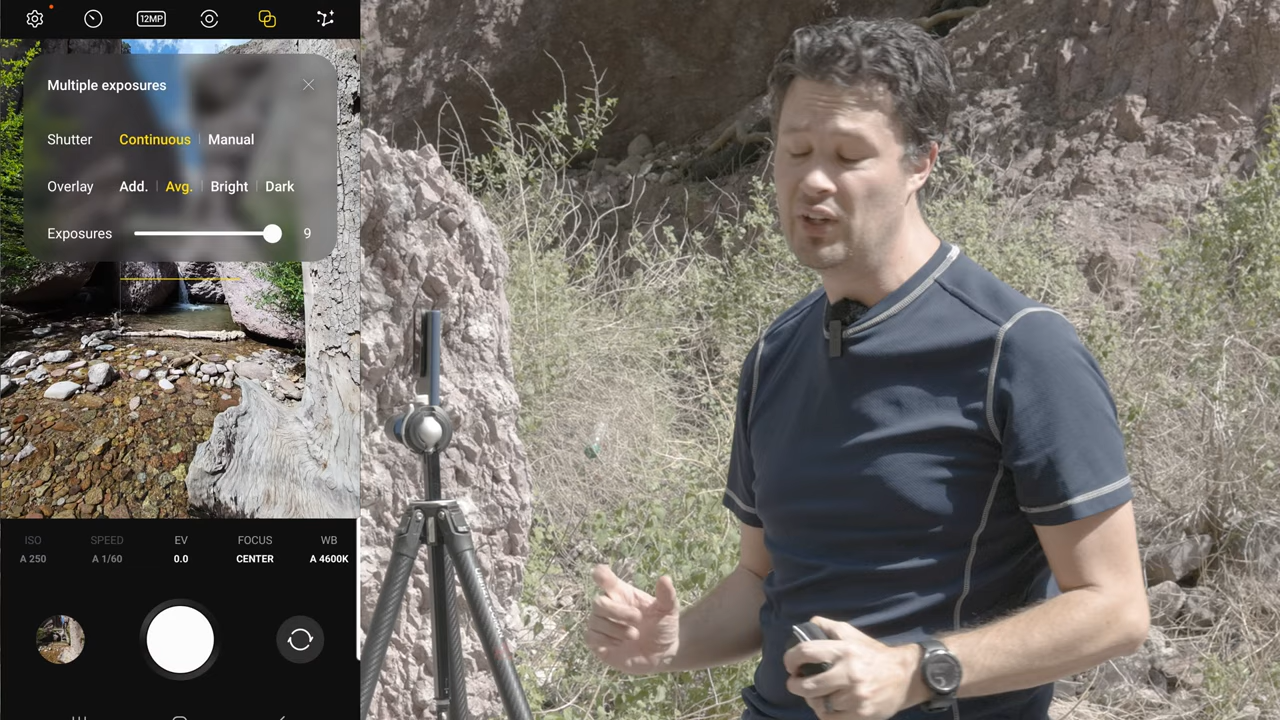 12MP
Multiple exposures
Shutter Continuous | Manual
Overlay Add. | Avg. | Bright | Dark
Exposures 9
ISO SPEED EV FOCUS WB
A 250 A 1/60 0.0 CENTER A 4600K